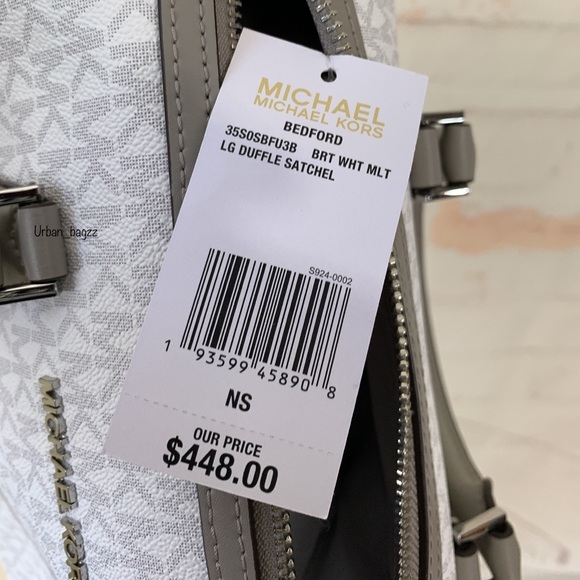 MICHAEL
MICHAEL KORS
BEDFORD
35S0SBFU3B BRT WHT MLT
LG DUFFLE SATCHEL
S924-0002
1 93599 45890 8
NS
OUR PRICE
$448.00
Urban_bagzz
MICHAEL KOR